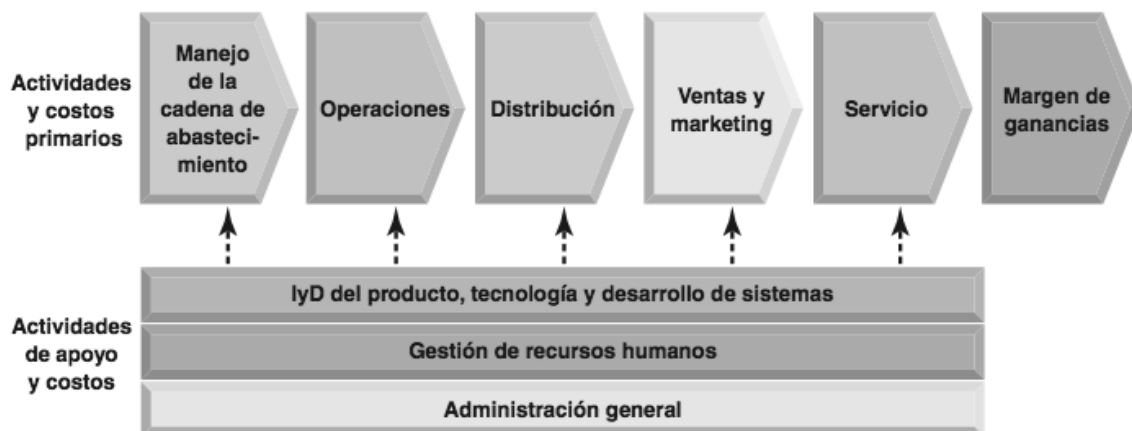 Actividades
y costos
primarios
Manejo
de la
cadena de
abasteci-
miento
Operaciones
Distribución
Ventas y
marketing
Servicio
Margen de
ganancias
Actividades
de apoyo
y costos
IyD del producto, tecnología y desarrollo de sistemas
Gestión de recursos humanos
Administración general